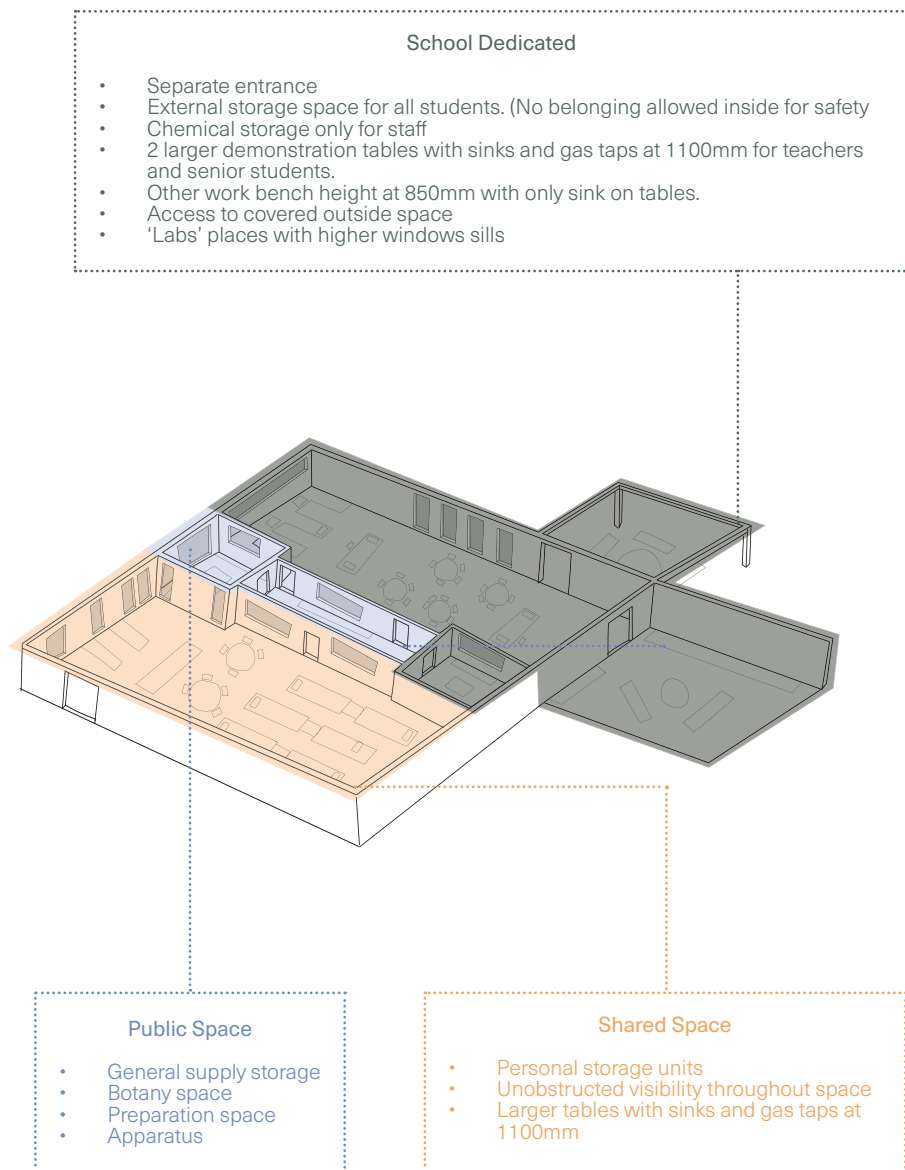 School Dedicated
• Separate entrance
• External storage space for all students. (No belonging allowed inside for safety
• Chemical storage only for staff
• 2 larger demonstration tables with sinks and gas taps at 1100mm for teachers
and senior students.
• Other work bench height at 850mm with only sink on tables.
• Access to covered outside space
• ‘Labs’ places with higher windows sills
Public Space
• General supply storage
• Botany space
• Preparation space
• Apparatus
Shared Space
• Personal storage units
• Unobstructed visibility throughout space
• Larger tables with sinks and gas taps at
1100mm